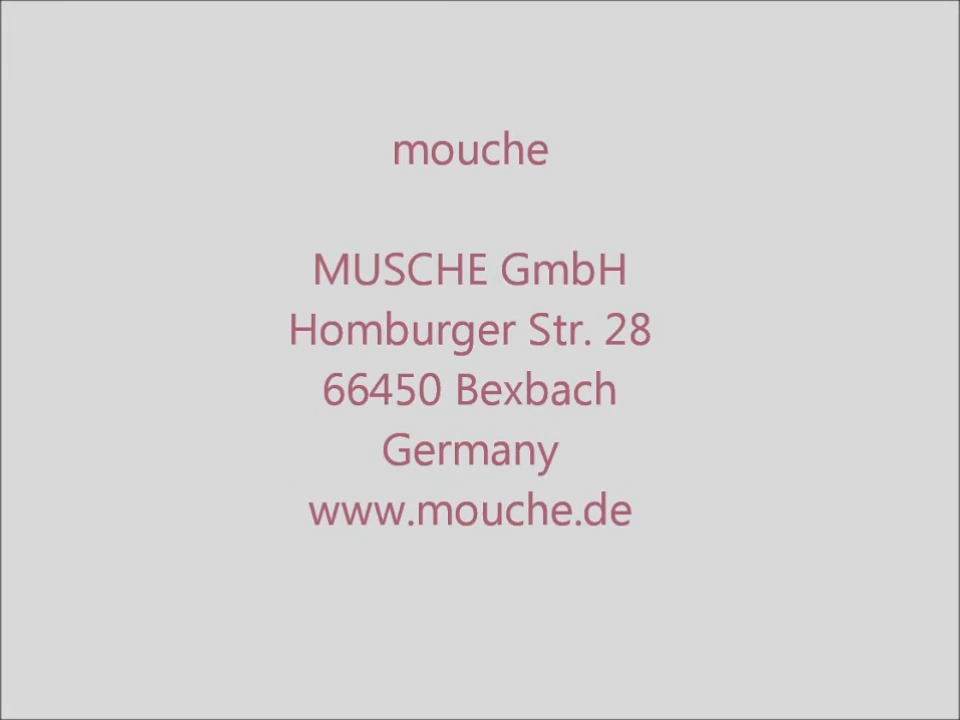 mouche
MUSCHE GmbH
Homburger Str. 28
66450 Bexbach
Germany
www.mouche.de